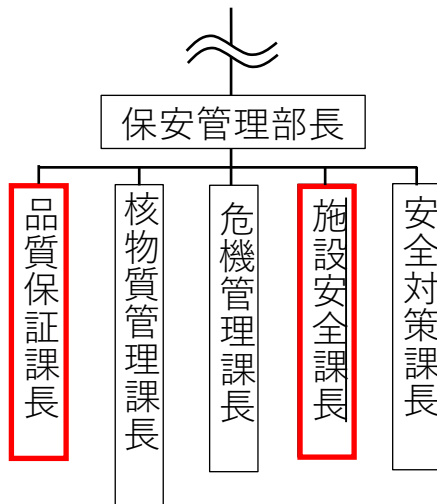 保安管理部長
品質保証課長
核物質管理課長
危機管理課長
施設安全課長
安全対策課長